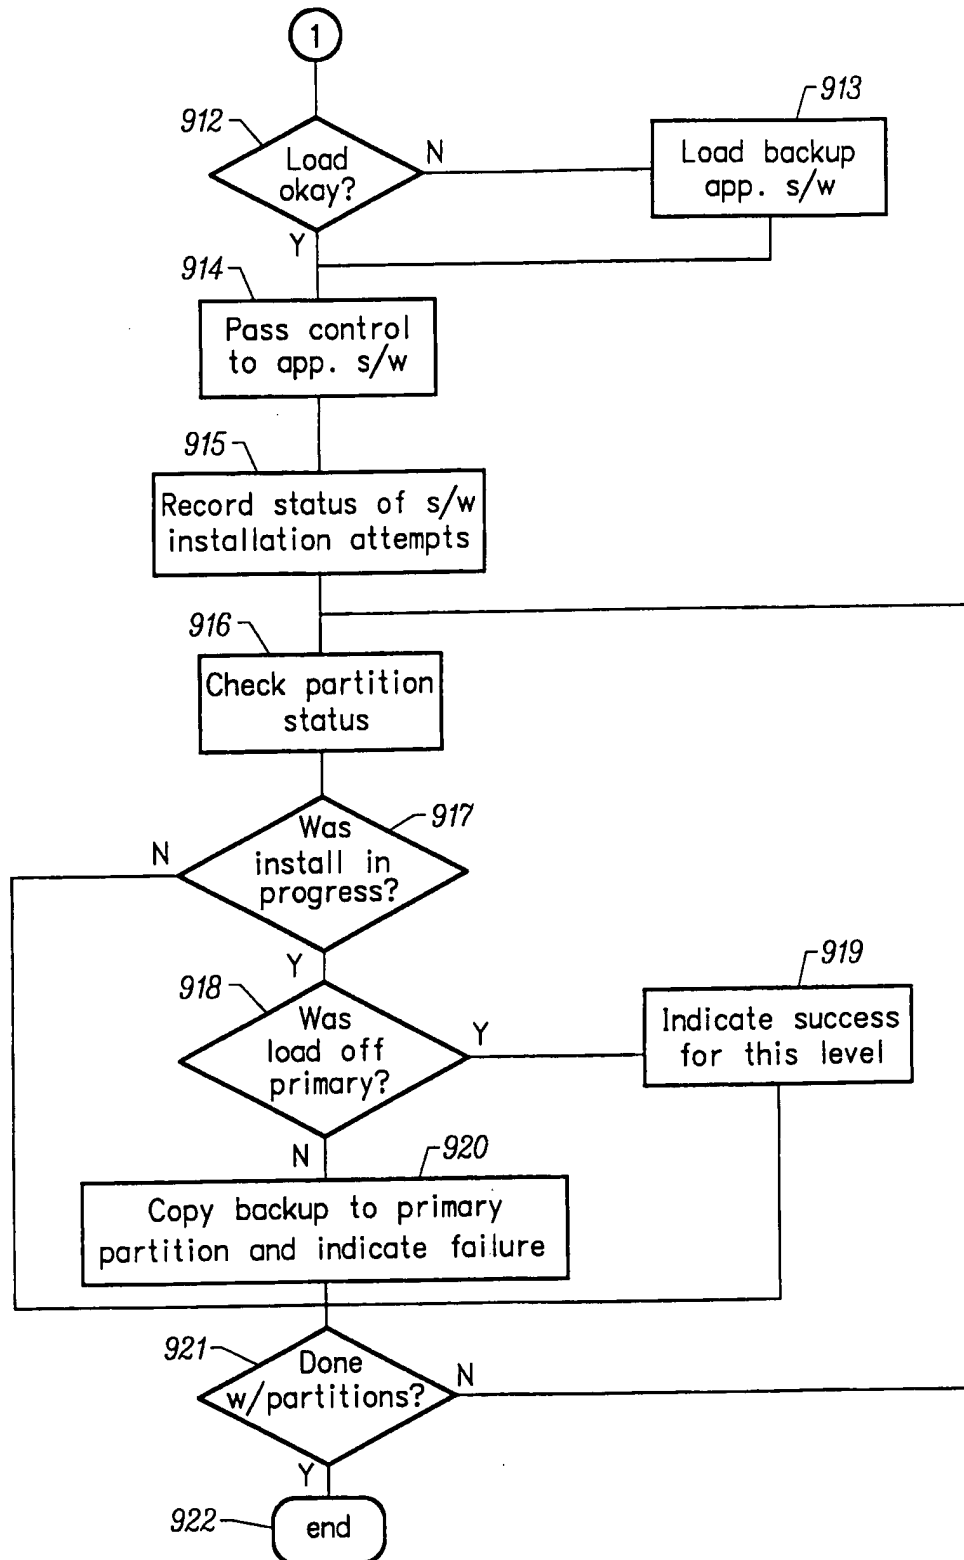 1
912
Load
okay?
N
Y
913
Load backup
app. s/w
914
Pass control
to app. s/w
915
Record status of s/w
installation attempts
916
Check partition
status
917
Was
install in
progress?
N
Y
918
Was
load off
primary?
Y
N
919
Indicate success
for this level
920
Copy backup to primary
partition and indicate failure
921
Done
w/partitions?
N
Y
922
end